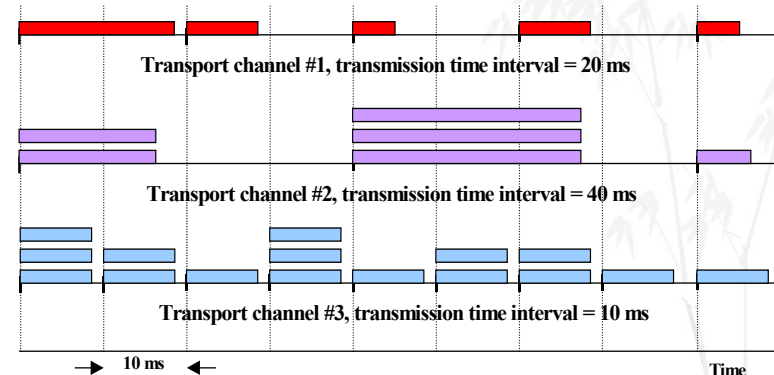 Transport channel #1, transmission time interval = 20 ms
Transport channel #2, transmission time interval = 40 ms
Transport channel #3, transmission time interval = 10 ms
10 ms
Time